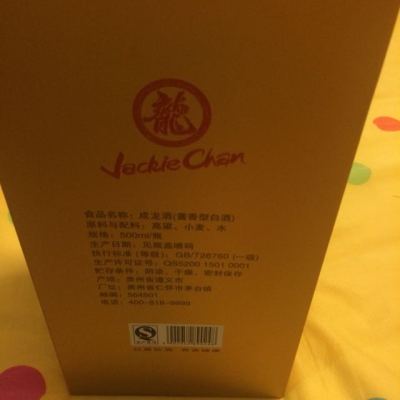 龍
Jackie Chan
食品名称：成龙酒(酱香型白酒)
原料与配料：高粱、小麦、水
规格：500ml/瓶
生产日期：见瓶盖喷码
执行标准（等级）：GB/T26760（一级）
生产许可证号：QS5200 1501 0001
贮存条件：阴凉、干燥、密封保存
产地：贵州省遵义市
厂址：贵州省仁怀市茅台镇
邮编：564501
电话：400-818-9999